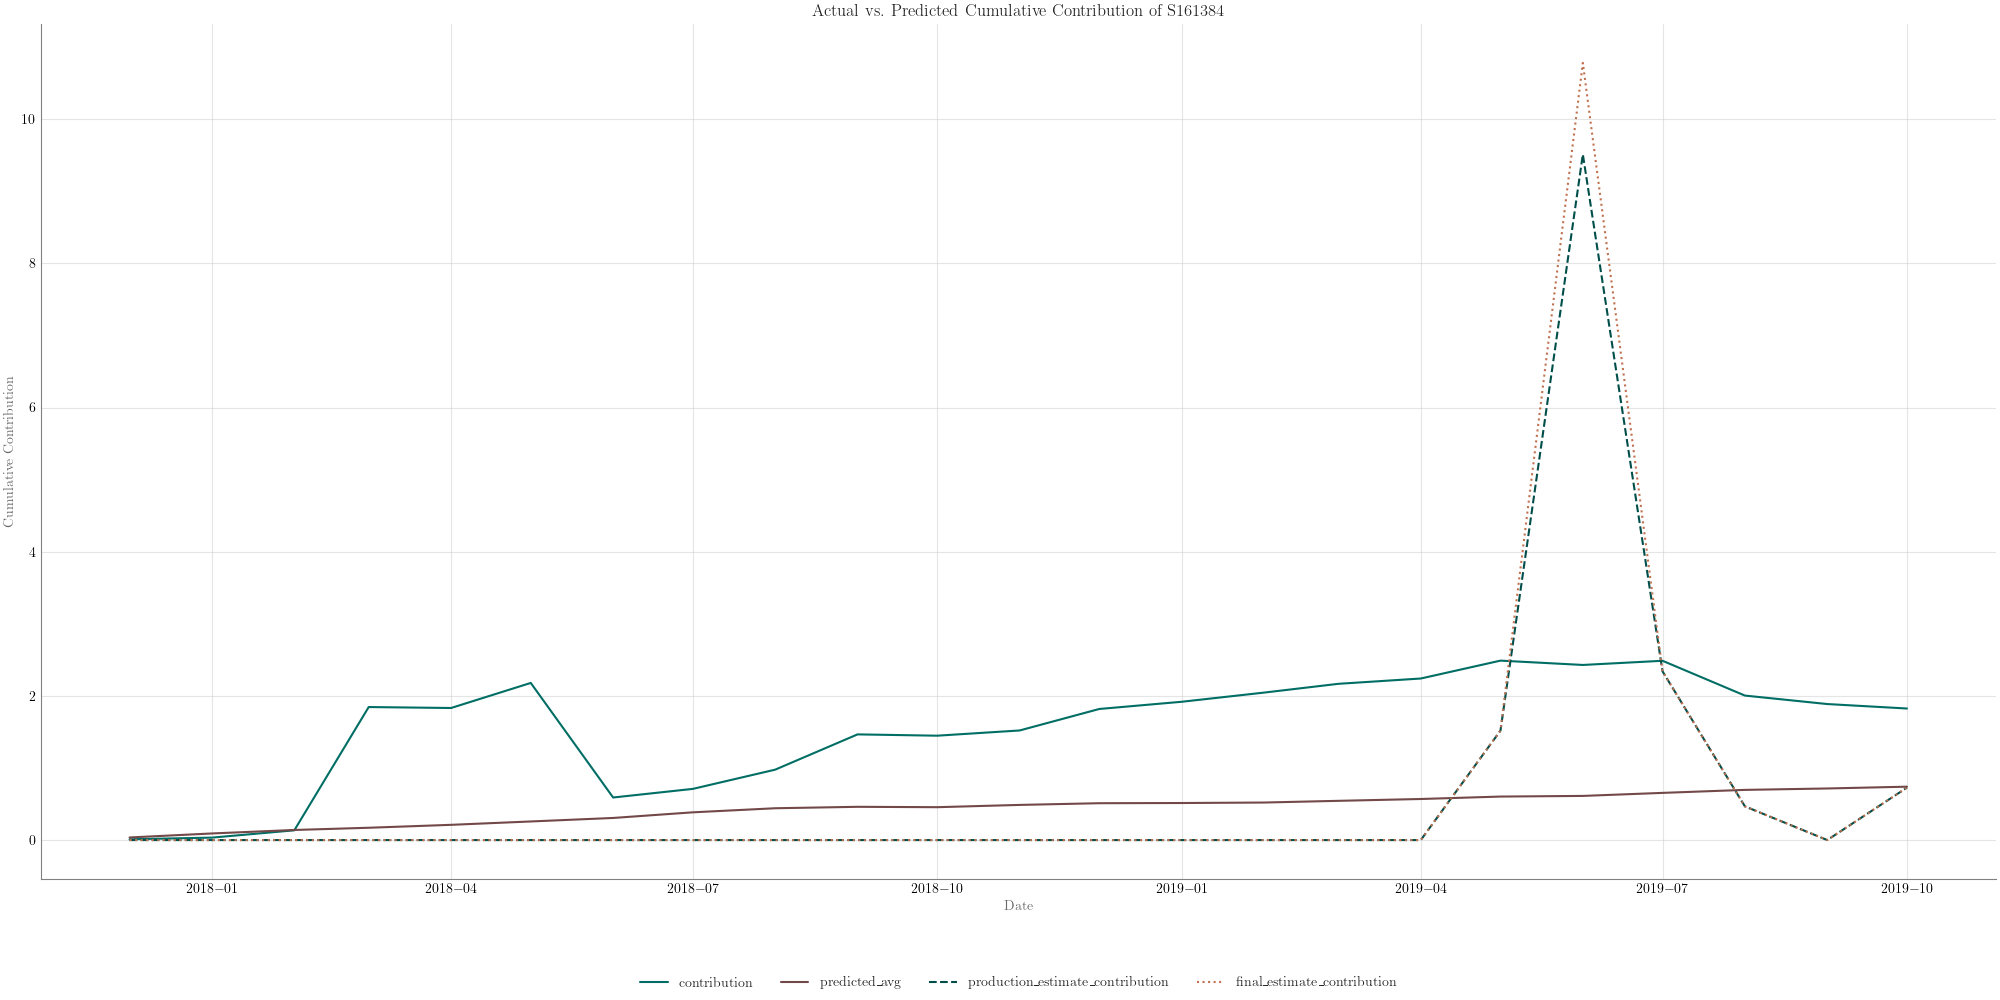 Actual vs. Predicted Cumulative Contribution of S161384
Cumulative Contribution
10
8
6
4
2
0
2018−01
2018−04
2018−07
2018−10
2019−01
2019−04
2019−07
2019−10
Date
contribution
predicted_avg
production_estimate_contribution
final_estimate_contribution